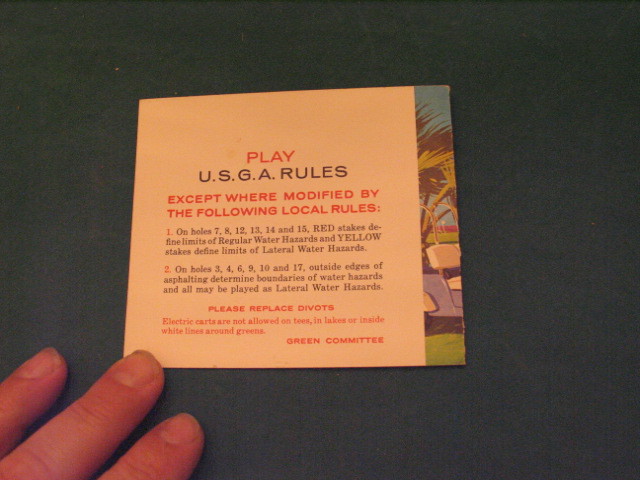 PLAY
U.S.G.A. RULES
EXCEPT WHERE MODIFIED BY
THE FOLLOWING LOCAL RULES:
1. On holes 7, 8, 12, 13, 14 and 15, RED stakes de-
fine limits of Regular Water Hazards and YELLOW
stakes define limits of Lateral Water Hazards.
2. On holes 3, 4, 6, 9, 10 and 17, outside edges of
asphalting determine boundaries of water hazards
and all may be played as Lateral Water Hazards.
PLEASE REPLACE DIVOTS
Electric carts are not allowed on tees, in lakes or inside
white lines around greens.
GREEN COMMITTEE